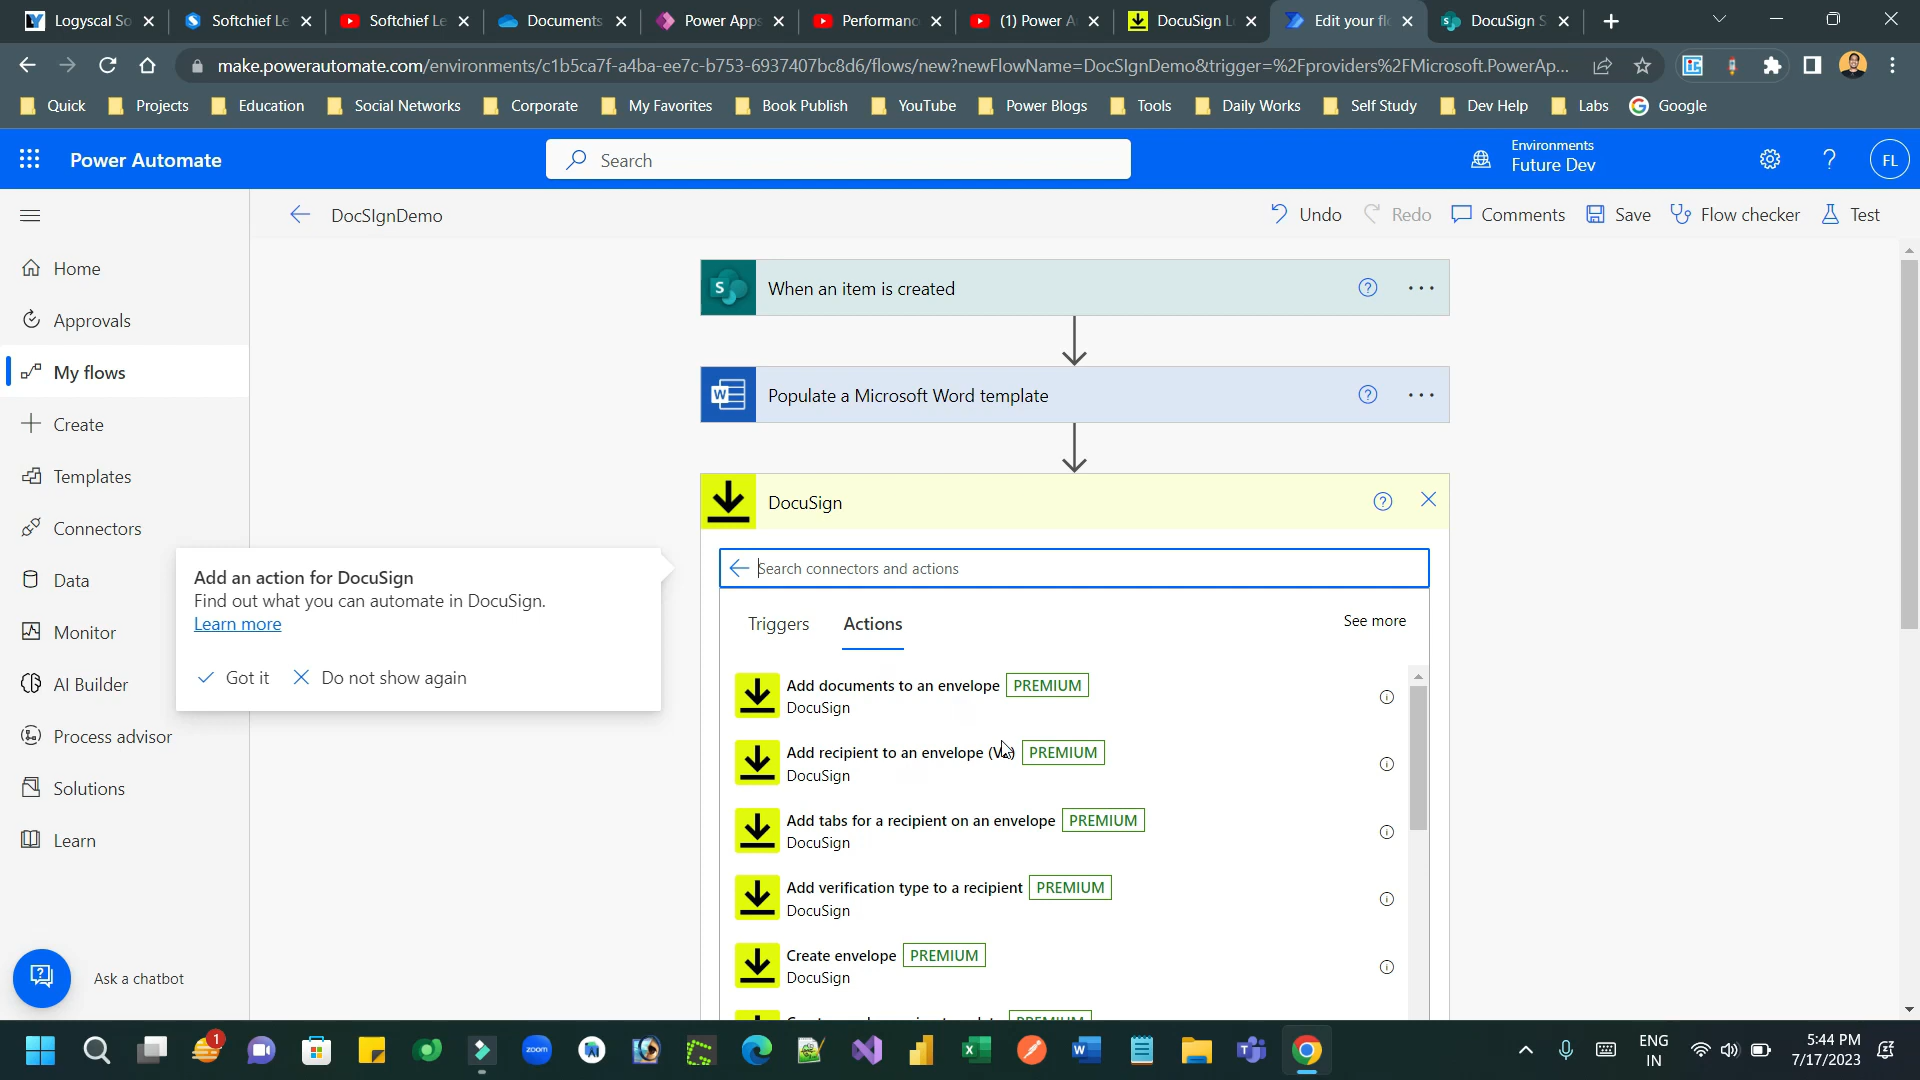 Logyscal So
Softchief Le
Softchief Le
Documents
Power Apps
Performanc
(1) Power A
DocuSign L
Edit your fl
DocuSign S
make.powerautomate.com/environments/c1b5ca7f-a4ba-ee7c-b753-6937407bc8d6/flows/new?newFlowName=DocSIgnDemo&trigger=%2Fproviders%2FMicrosoft.PowerAp...
Quick
Projects
Education
Social Networks
Corporate
My Favorites
Book Publish
YouTube
Power Blogs
Tools
Daily Works
Self Study
Dev Help
Labs
Google
Power Automate
Search
Environments
Future Dev
FL
DocSIgnDemo
Undo
Redo
Comments
Save
Flow checker
Test
Home
Approvals
My flows
Create
Templates
Connectors
Data
Monitor
AI Builder
Process advisor
Solutions
Learn
Ask a chatbot
When an item is created
Populate a Microsoft Word template
DocuSign
Add an action for DocuSign
Find out what you can automate in DocuSign.
Learn more
Got it
Do not show again
Search connectors and actions
Triggers
Actions
See more
Add documents to an envelope PREMIUM
DocuSign
Add recipient to an envelope PREMIUM
DocuSign
Add tabs for a recipient on an envelope PREMIUM
DocuSign
Add verification type to a recipient PREMIUM
DocuSign
Create envelope PREMIUM
DocuSign
1
zoom
ENG
IN
5:44 PM
7/17/2023